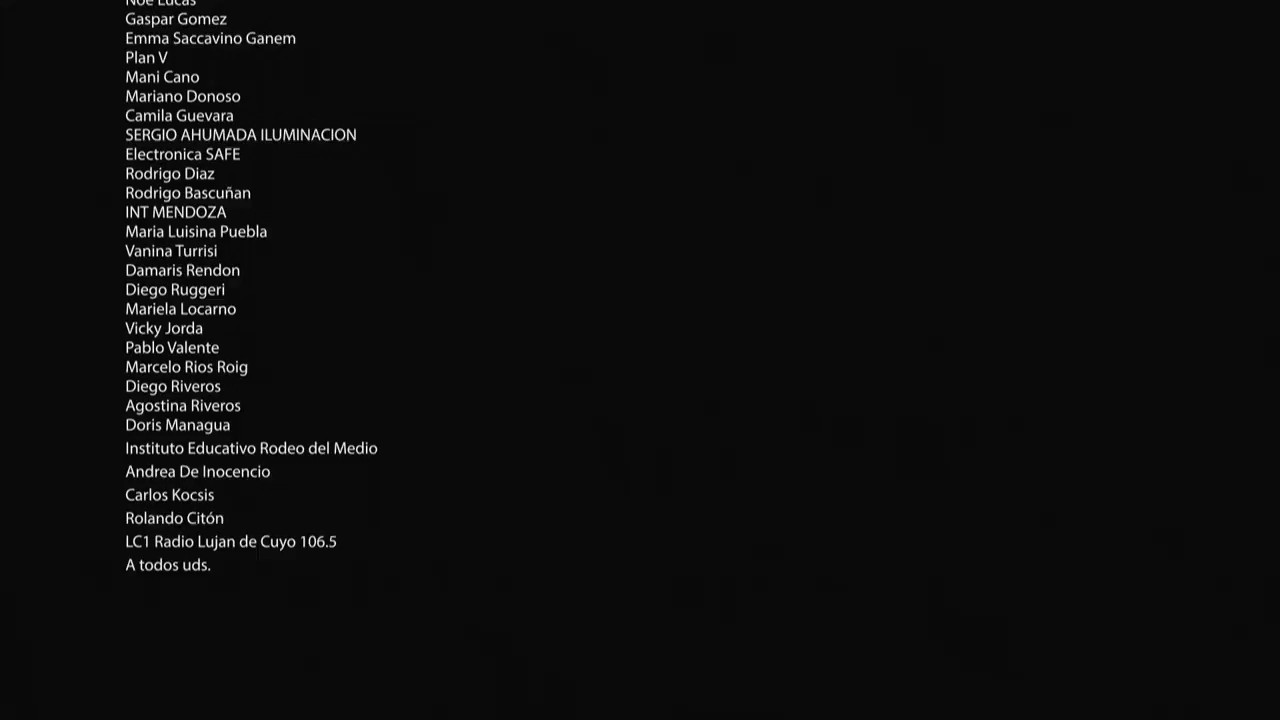 Noe Lucas
Gaspar Gomez
Emma Saccavino Ganem
Plan V
Mani Cano
Mariano Donoso
Camila Guevara
SERGIO AHUMADA ILUMINACION
Electronica SAFE
Rodrigo Diaz
Rodrigo Bascuñan
INT MENDOZA
Maria Luisina Puebla
Vanina Turrisi
Damaris Rendon
Diego Ruggeri
Mariela Locarno
Vicky Jorda
Pablo Valente
Marcelo Rios Roig
Diego Riveros
Agostina Riveros
Doris Managua
Instituto Educativo Rodeo del Medio
Andrea De Inocencio
Carlos Kocsis
Rolando Citón
LC1 Radio Lujan de Cuyo 106.5
A todos uds.